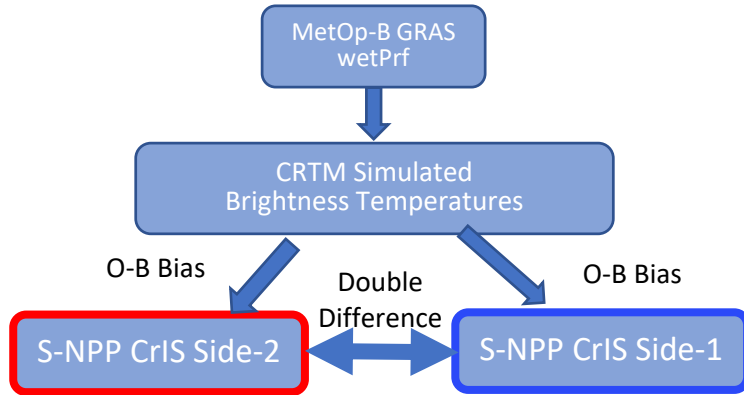 MetOp-B GRAS
wetPrf
CRTM Simulated
Brightness Temperatures
O-B Bias
Double
Difference
O-B Bias
S-NPP CrIS Side-2
S-NPP CrIS Side-1